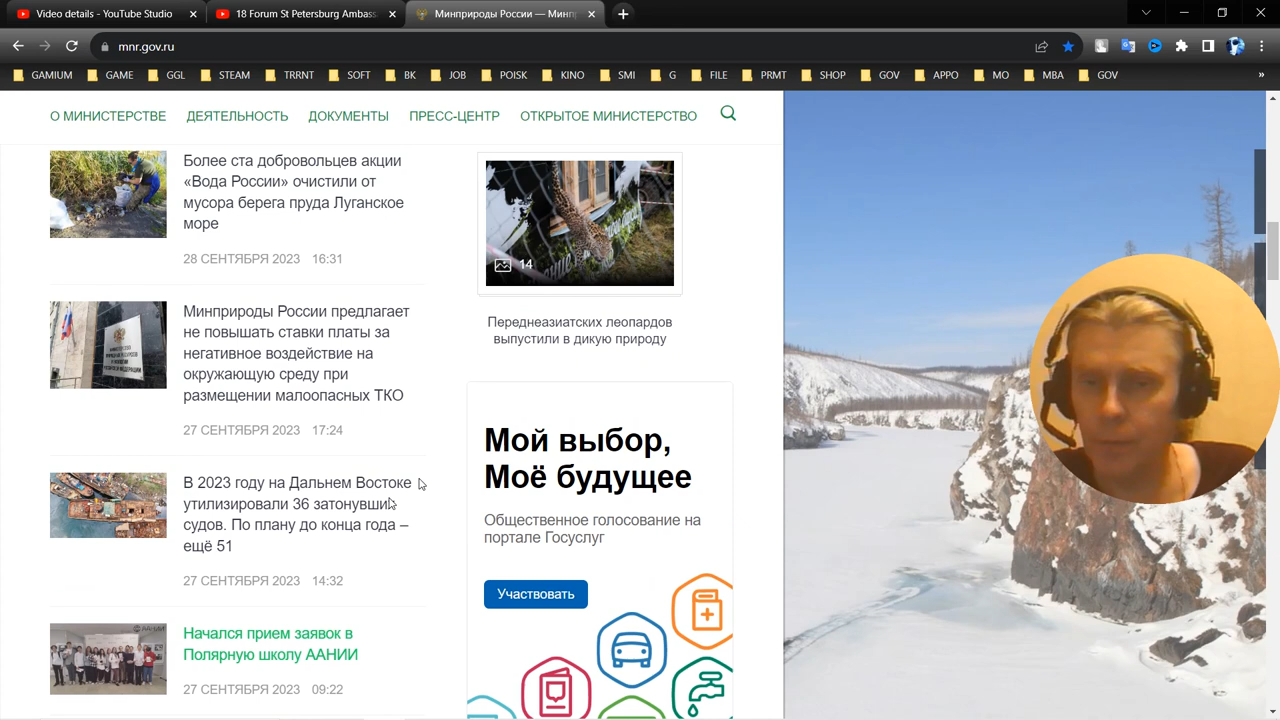 Video details - YouTube Studio
18 Forum St Petersburg Ambass
Минприроды России — Минпр
mnr.gov.ru
GAMIUM GAME GGL STEAM TRRNT SOFT BK JOB POISK KINO SMI G FILE PRMT SHOP GOV APPO MO MBA GOV »
О МИНИСТЕРСТВЕ ДЕЯТЕЛЬНОСТЬ ДОКУМЕНТЫ ПРЕСС-ЦЕНТР ОТКРЫТОЕ МИНИСТЕРСТВО
Более ста добровольцев акции
«Вода России» очистили от
мусора берега пруда Луганское
море
28 СЕНТЯБРЯ 2023 16:31
Минприроды России предлагает
не повышать ставки платы за
негативное воздействие на
окружающую среду при
размещении малоопасных ТКО
27 СЕНТЯБРЯ 2023 17:24
В 2023 году на Дальнем Востоке
утилизировали 36 затонувших
судов. По плану до конца года –
ещё 51
27 СЕНТЯБРЯ 2023 14:32
Начался прием заявок в
Полярную школу ААНИИ
27 СЕНТЯБРЯ 2023 09:22
14
Переднеазиатских леопардов
выпустили в дикую природу
Мой выбор,
Моё будущее
Общественное голосование на
портале Госуслуг
Участвовать